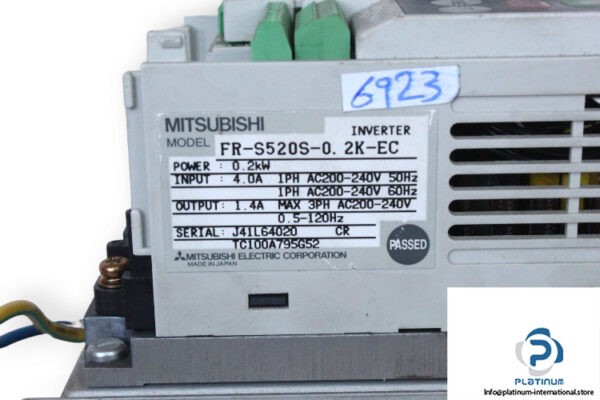 6923
MITSUBISHI
INVERTER
MODEL FR-S520S-0.2K-EC
POWER : 0.2kW
INPUT : 4.0A 1PH AC200-240V 50Hz
1PH AC200-240V 60Hz
OUTPUT: 1.4A MAX 3PH AC200-240V
0.5-120Hz
SERIAL: J41L64020 CR
TC100A795G52
PASSED
MITSUBISHI ELECTRIC CORPORATION
MADE IN JAPAN
PLATINUM
info@platinum-international.store